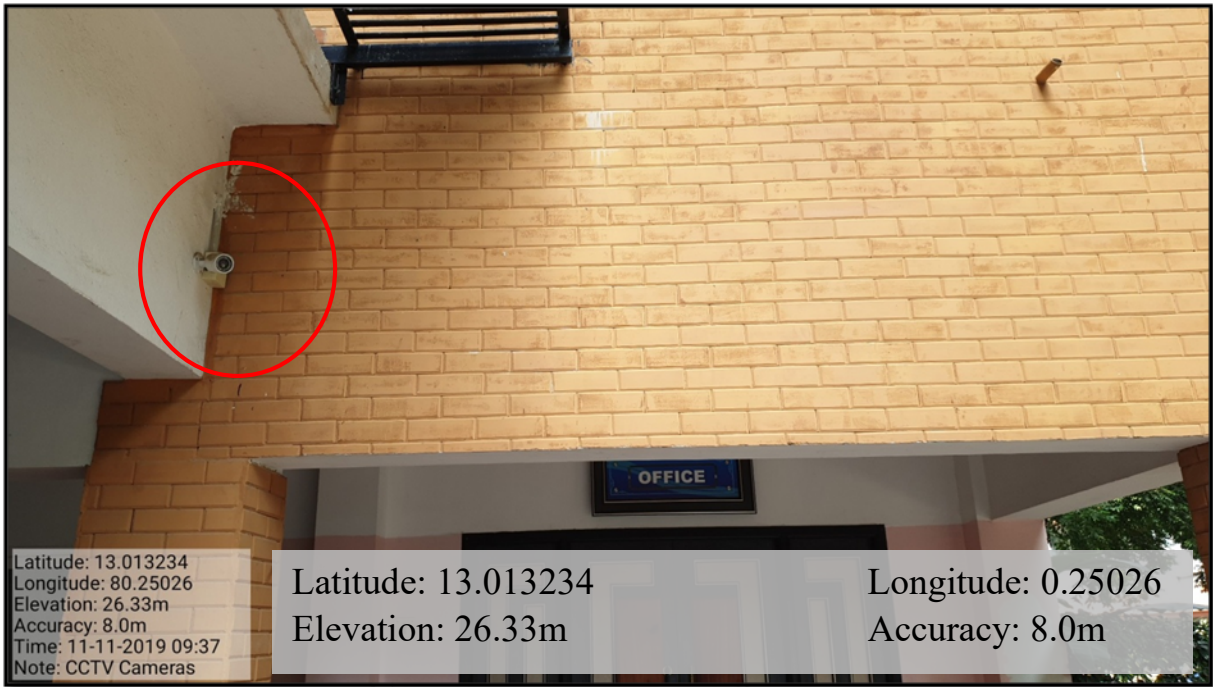 OFFICE
Latitude: 13.013234
Longitude: 80.25026
Elevation: 26.33m
Accuracy: 8.0m
Time: 11-11-2019 09:37
Note: CCTV Cameras
Latitude: 13.013234 Longitude: 0.25026
Elevation: 26.33m Accuracy: 8.0m